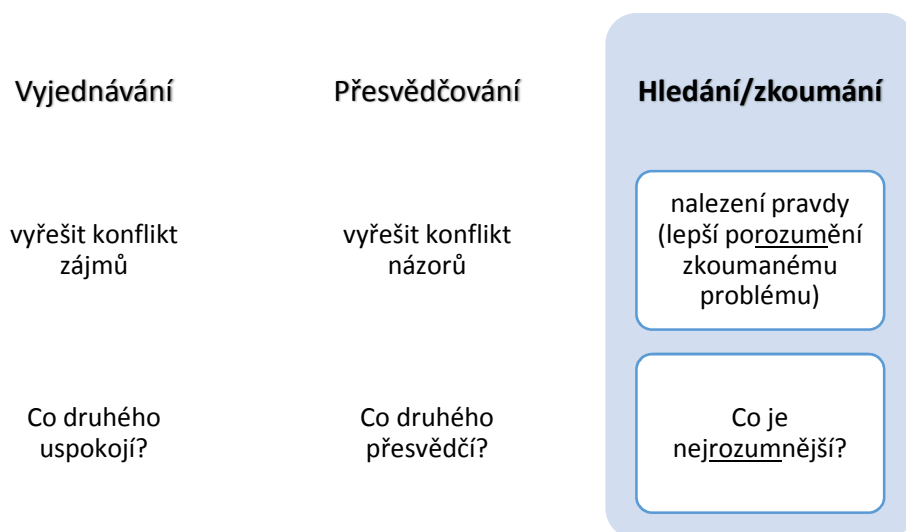 Vyjednávání
Přesvědčování
Hledání/zkoumání
vyřešit konflikt
zájmů
vyřešit konflikt
názorů
nalezení pravdy
(lepší porozumění
zkoumanému
problému)
Co druhého
uspokojí?
Co druhého
přesvědčí?
Co je
nejrozumnější?